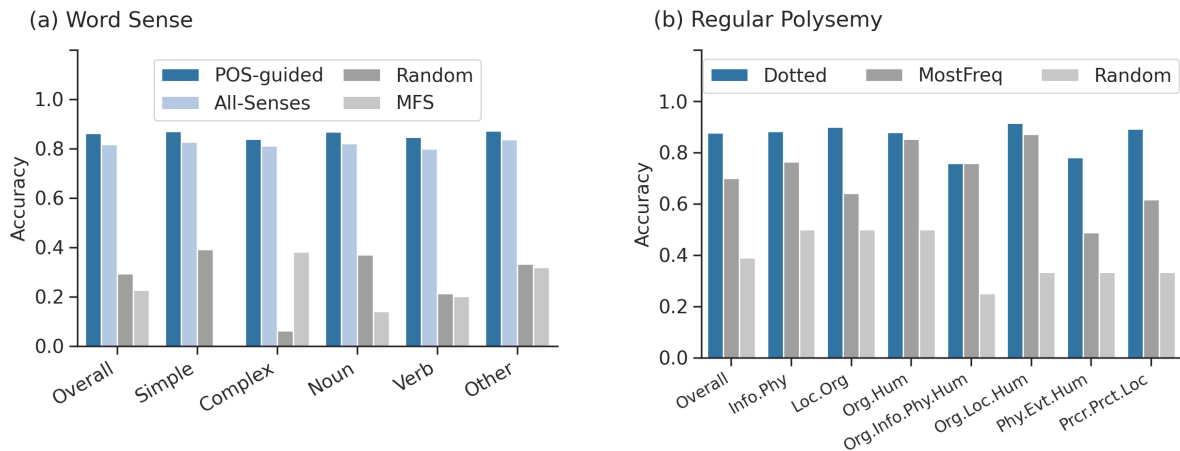 (a) Word Sense
POS-guided
All-Senses
Random
MFS
Accuracy
1.0
0.8
0.6
0.4
0.2
0.0
Overall
Simple
Complex
Noun
Verb
Other
(b) Regular Polysemy
Dotted
MostFreq
Random
Accuracy
1.0
0.8
0.6
0.4
0.2
0.0
Overall
Info.Phy
Loc.Org
Org.Hum
Org.Info.Phy.Hum
Org.Loc.Hum
Phy.Evt.Hum
Prcr.Prct.Loc